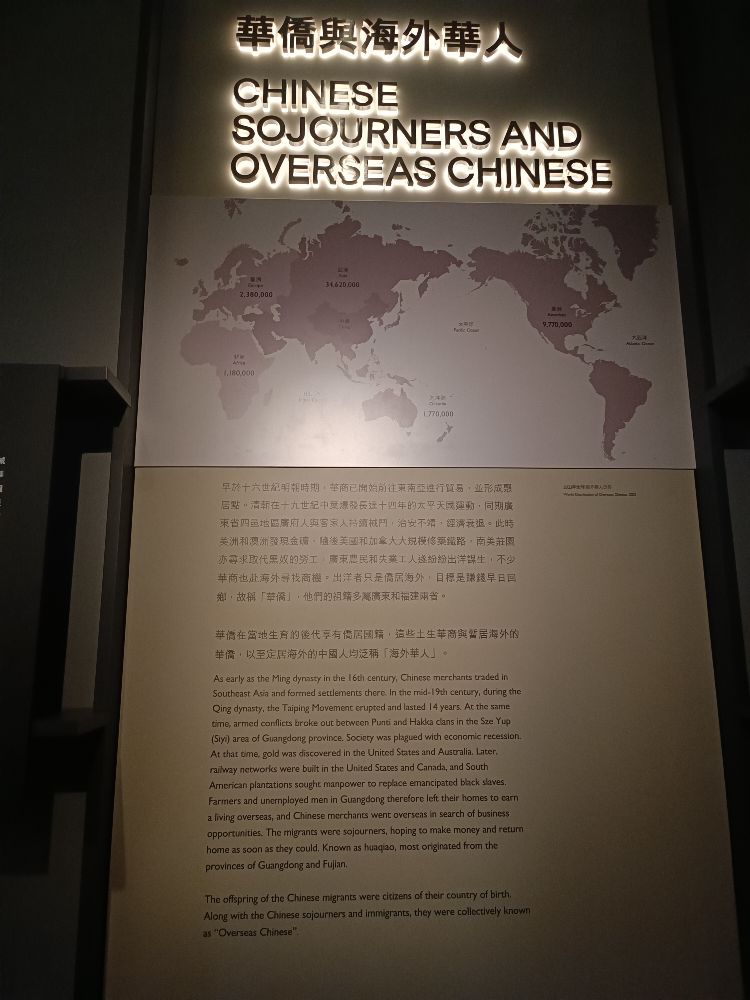 華僑與海外華人
CHINESE
SOJOURNERS AND
OVERSEAS CHINESE
歐洲
Europe
2,380,000
亞洲
Asia
34,620,000
中國
China
非洲
Africa
1,180,000
太平洋
Pacific Ocean
大洋洲
Oceania
1,770,000
美洲
Americas
9,770,000
大西洋
Atlantic Ocean
早於十六世紀明朝時期，華商已開始前往東南亞進行貿易，並形成聚
居點。清朝在十九世紀中葉爆發長達十四年的太平天國運動，同期廣
東省四邑地區廣府人與客家人持續械鬥，治安不靖，經濟衰退。此時
美洲和澳洲發現金礦，隨後美國和加拿大大規模修築鐵路，南美莊園
亦尋求取代黑奴的勞工，廣東農民和失業工人遂紛紛出洋謀生，不少
華商也赴海外尋找商機。出洋者只是僑居海外，目標是賺錢早日回
鄉，故稱「華僑」，他們的祖籍多屬廣東和福建兩省。
華僑在當地生育的後代享有僑居國籍，這些土生華裔與暫居海外的
華僑，以至定居海外的中國人均泛稱「海外華人」。
As early as the Ming dynasty in the 16th century, Chinese merchants traded in
Southeast Asia and formed settlements there. In the mid-19th century, during the
Qing dynasty, the Taiping Movement erupted and lasted 14 years. At the same
time, armed conflicts broke out between Punti and Hakka clans in the Sze Yup
(Siyi) area of Guangdong province. Society was plagued with economic recession.
At that time, gold was discovered in the United States and Australia. Later,
railway networks were built in the United States and Canada, and South
American plantations sought manpower to replace emancipated black slaves.
Farmers and unemployed men in Guangdong therefore left their homes to earn
a living overseas, and Chinese merchants went overseas in search of business
opportunities. The migrants were sojourners, hoping to make money and return
home as soon as they could. Known as huaqiao, most originated from the
provinces of Guangdong and Fujian.
The offspring of the Chinese migrants were citizens of their country of birth.
Along with the Chinese sojourners and immigrants, they were collectively known
as “Overseas Chinese”.